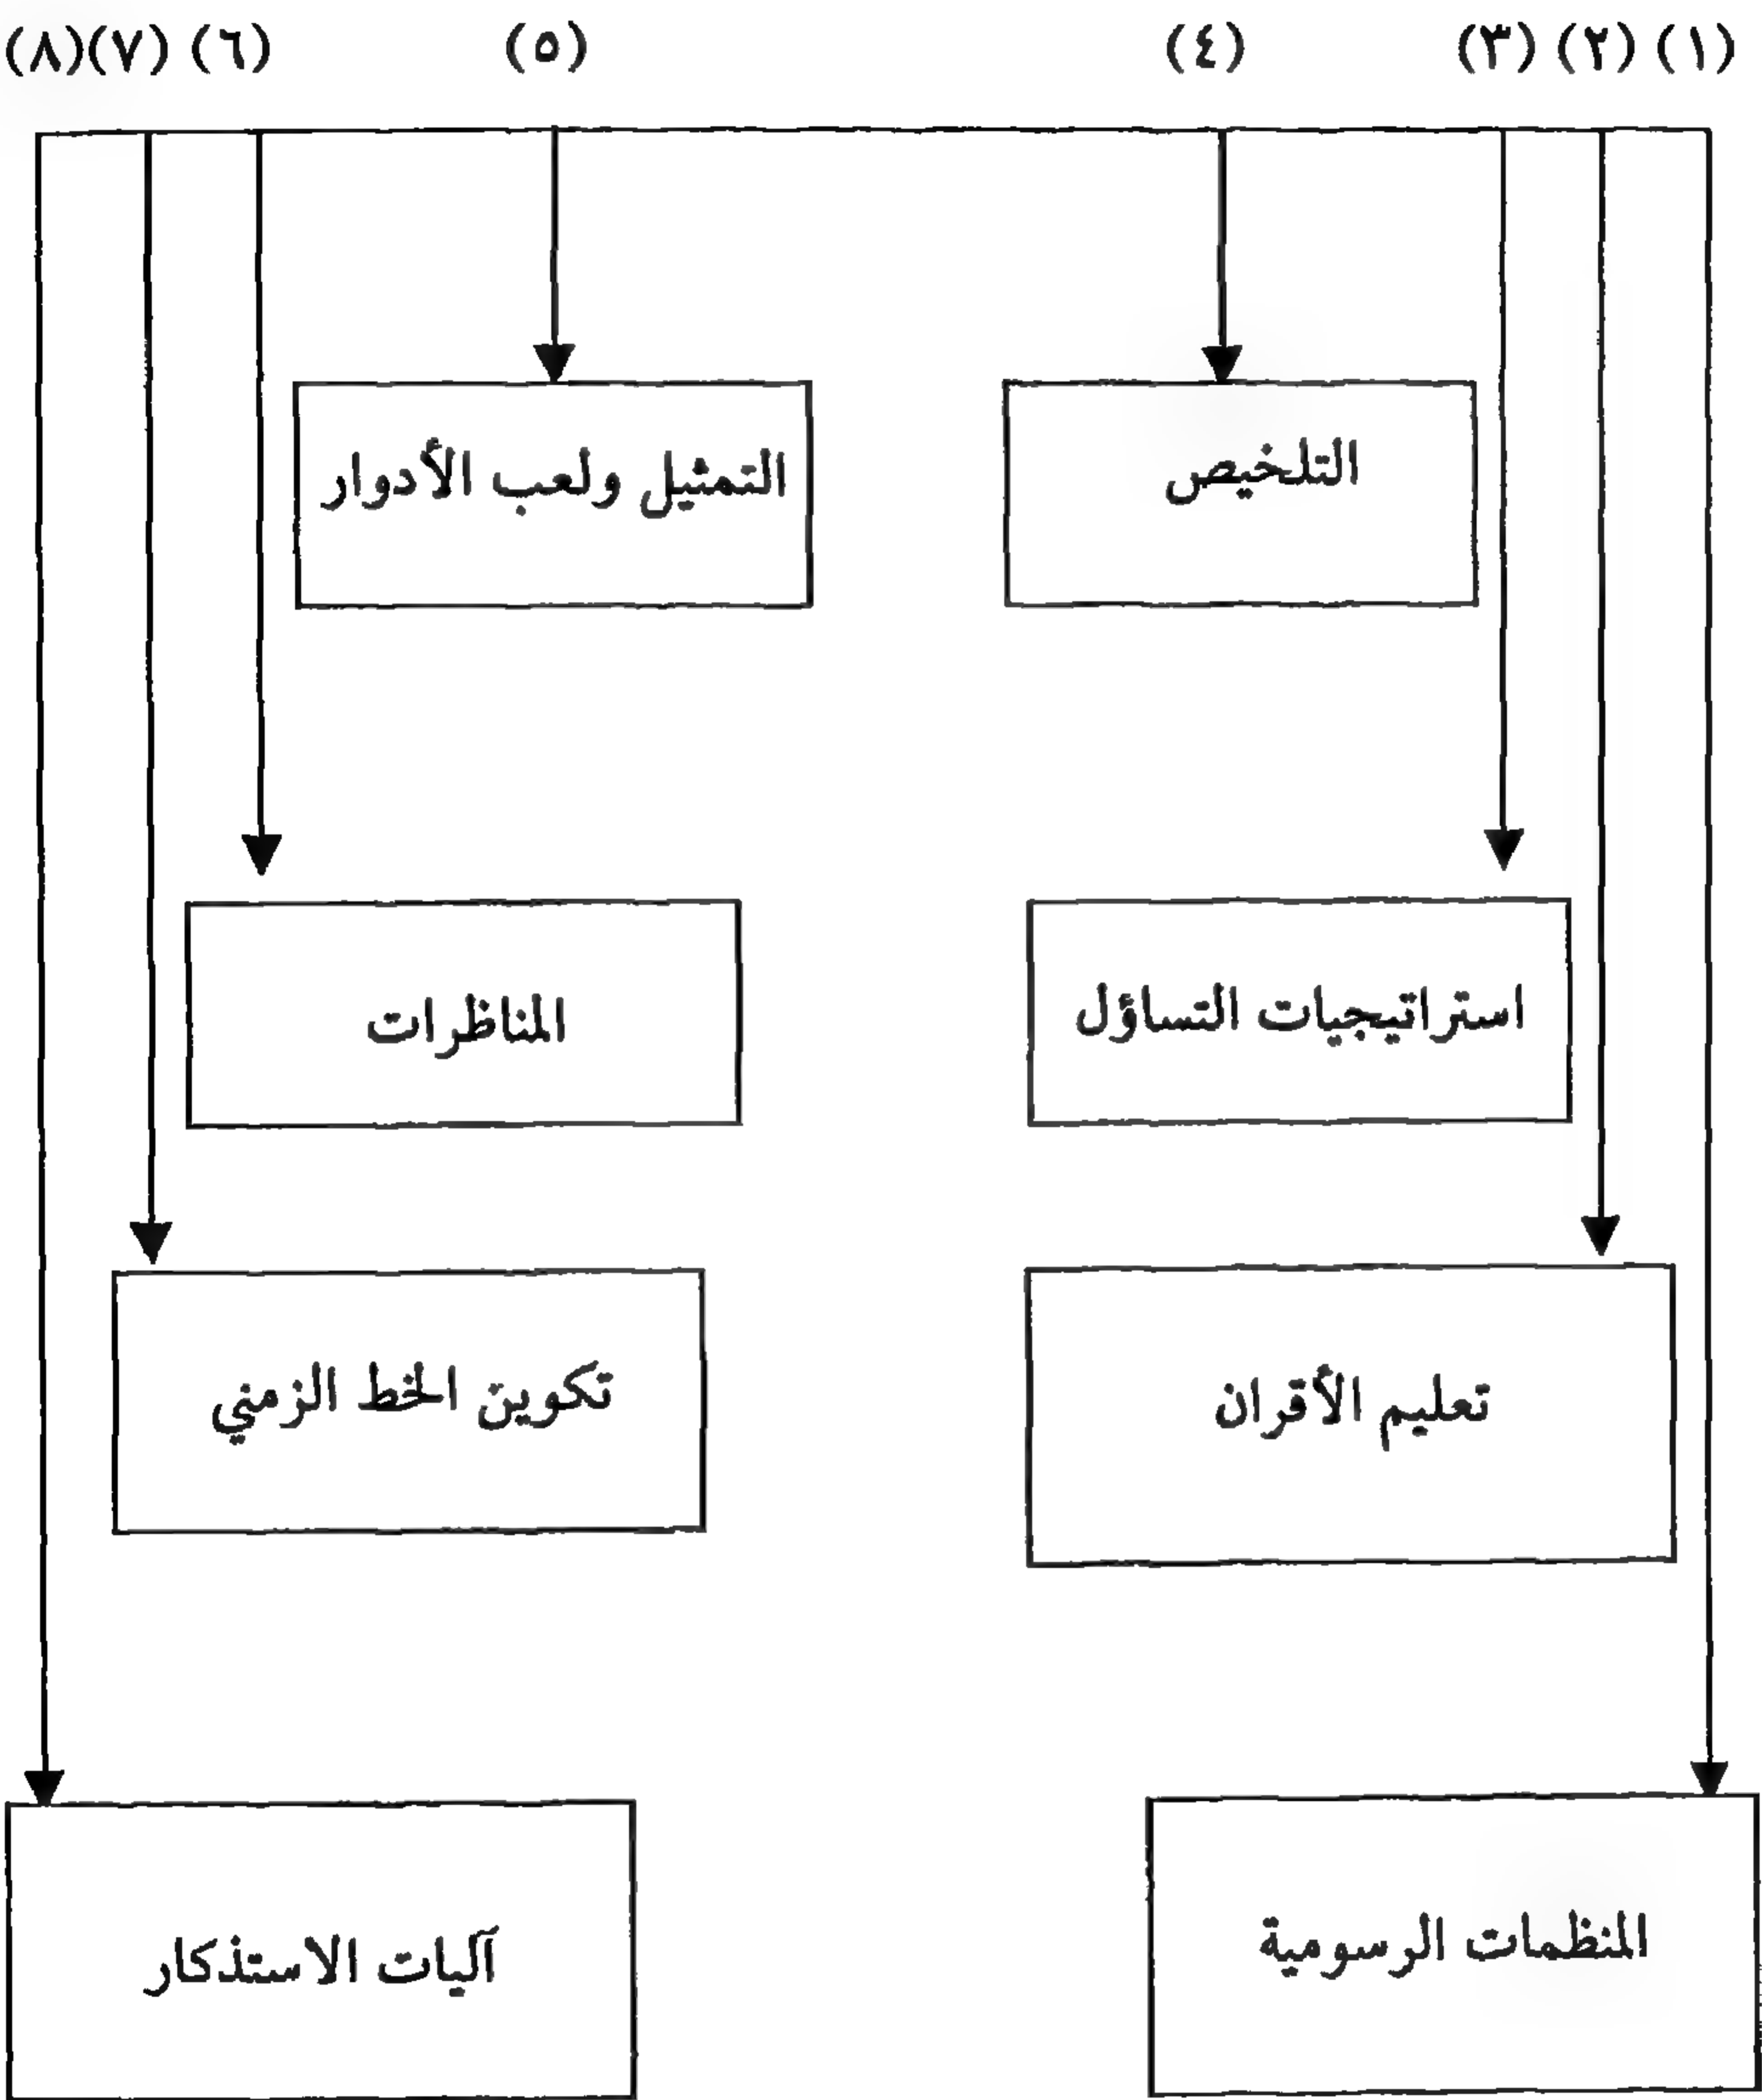 (١) (٢) (٣) (٤) (٥) (٦) (٧) (٨)
التلخيص
التمثيل ولعب الأدوار
استراتيجيات التساؤل
المناظرات
تعليم الأقران
تكوين الخط الزمني
المنظمات الرسومية
آليات الاستذكار